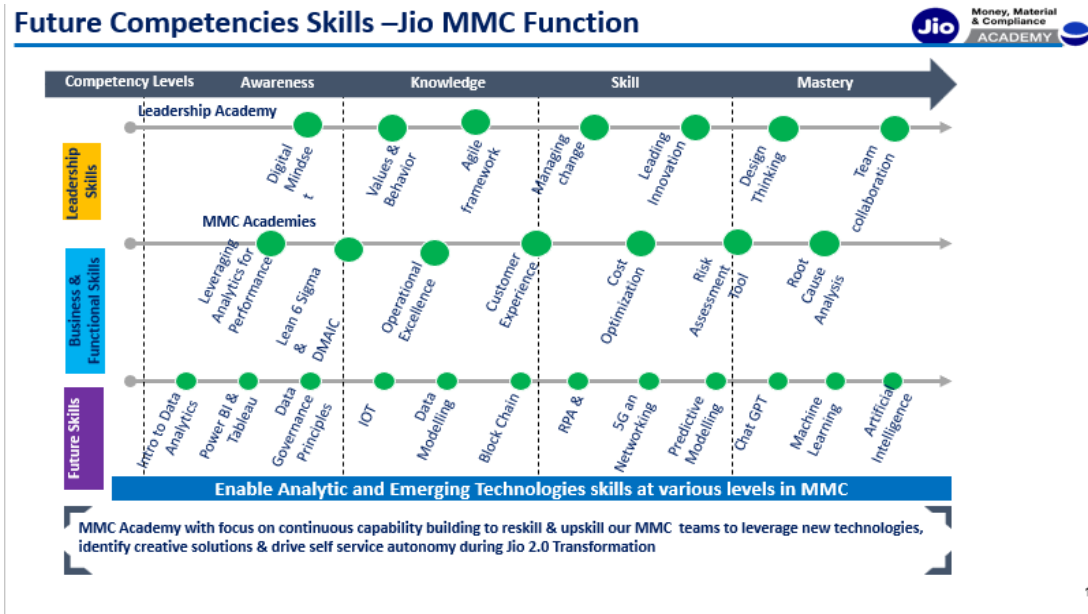 Future Competencies Skills –Jio MMC Function
Jio
Money, Material
& Compliance
ACADEMY
Competency Levels
Awareness
Knowledge
Skill
Mastery
Leadership Academy
Leadership
Skills
Digital
Mindse
t
Values &
Behavior
Agile
framework
Managing
change
Leading
Innovation
Design
Thinking
Team
collaboration
MMC Academies
Business &
Functional Skills
Leveraging
Analytics for
Performance
Lean 6 Sigma
&
DMAIC
Operational
Excellence
Customer
Experience
Cost
Optimization
Risk
Assessment
Tool
Root
Cause
Analysis
Future Skills
Intro to Data
Analytics
Power BI &
Tableau
Data
Governance
Principles
IOT
Data
Modelling
Block Chain
RPA &
5G an
Networking
Predictive
Modelling
Chat GPT
Machine
Learning
Artificial
Intelligence
Enable Analytic and Emerging Technologies skills at various levels in MMC
MMC Academy with focus on continuous capability building to reskill & upskill our MMC teams to leverage new technologies,
identify creative solutions & drive self service autonomy during Jio 2.0 Transformation
1